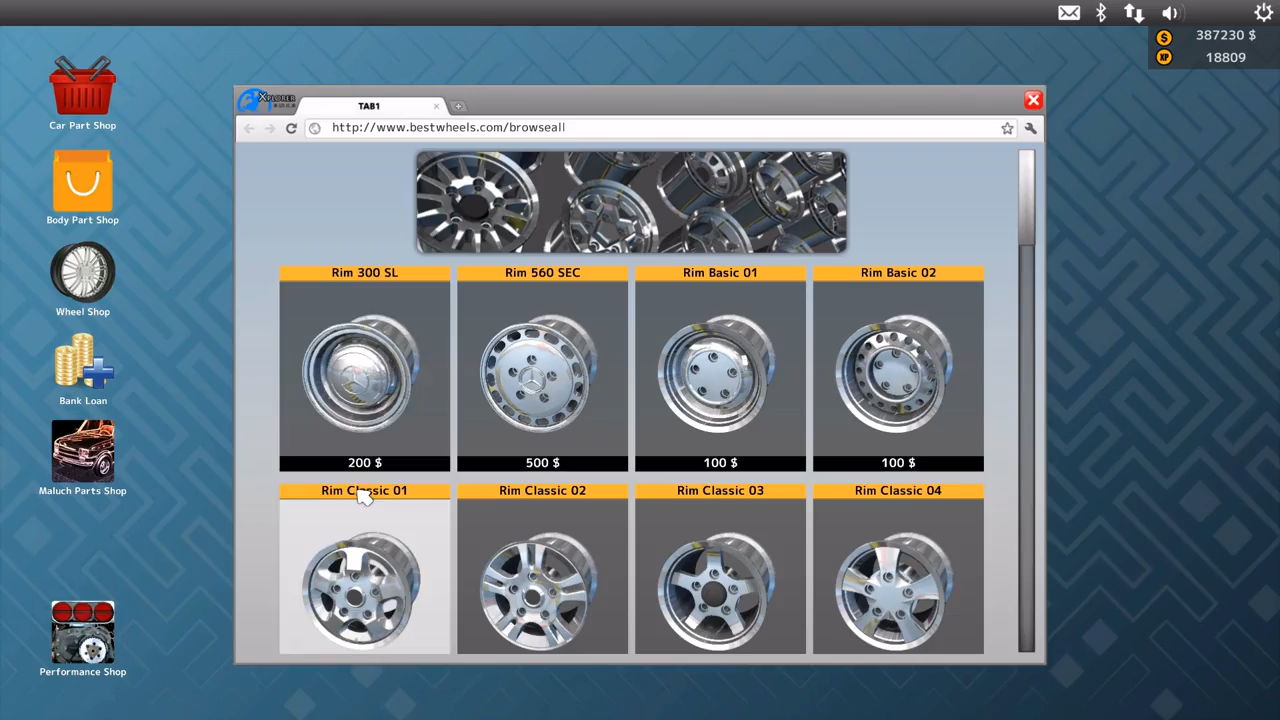 387230 $
XP 18809
XPLORER
TAB1
http://www.bestwheels.com/browseall
Car Part Shop
Body Part Shop
Wheel Shop
Bank Loan
Maluch Parts Shop
Performance Shop
Rim 300 SL
Rim 560 SEC
Rim Basic 01
Rim Basic 02
200 $
500 $
100 $
100 $
Rim Classic 01
Rim Classic 02
Rim Classic 03
Rim Classic 04